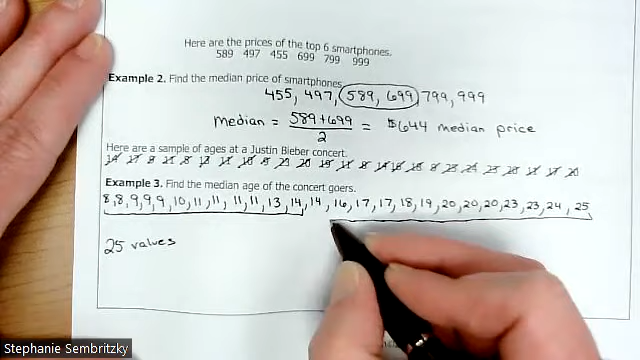 Here are the prices of the top 6 smartphones.
589 497 455 699 799 999
Example 2. Find the median price of smartphones
455, 497, 589, 699, 799, 999
Median = 589+699 / 2 = $644 median price
Here are a sample of ages at a Justin Bieber concert.
Example 3. Find the median age of the concert goers.
8,8,9,9,9,10,11,11,11,11,13,14,14,16,17,17,18,19,20,20,20,23,23,24,25
25 values
Stephanie Sembritzky